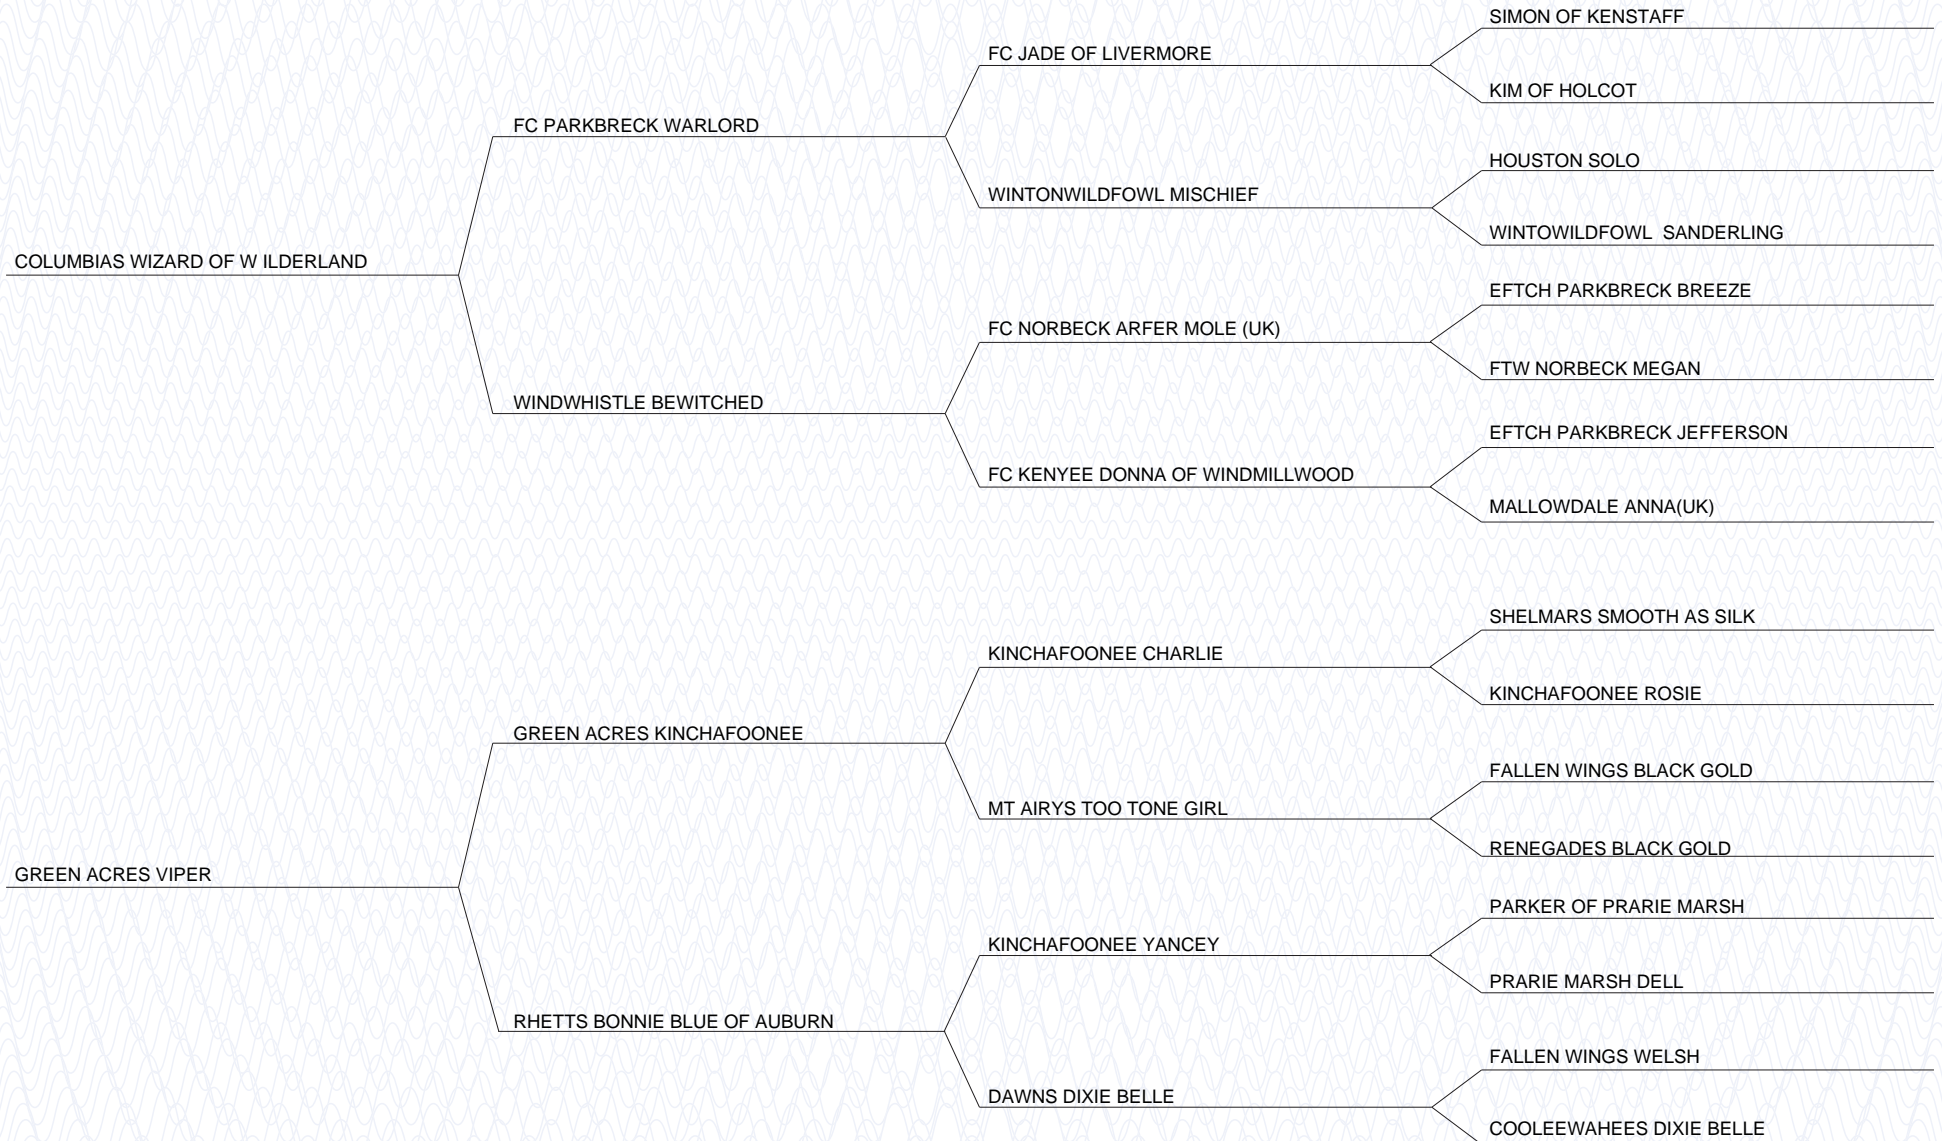 SIMON OF KENSTAFF
FC JADE OF LIVERMORE
KIM OF HOLCOT
FC PARKBRECK WARLORD
HOUSTON SOLO
WINTONWILDFOWL MISCHIEF
WINTOWILDFOWL  SANDERLING
COLUMBIAS WIZARD OF W ILDERLAND
EFTCH PARKBRECK BREEZE
FC NORBECK ARFER MOLE (UK)
FTW NORBECK MEGAN
WINDWHISTLE BEWITCHED
EFTCH PARKBRECK JEFFERSON
FC KENYEE DONNA OF WINDMILLWOOD
MALLOWDALE ANNA(UK)
SHELMARS SMOOTH AS SILK
KINCHAFOONEE CHARLIE
KINCHAFOONEE ROSIE
GREEN ACRES KINCHAFOONEE
FALLEN WINGS BLACK GOLD
MT AIRYS TOO TONE GIRL
RENEGADES BLACK GOLD
GREEN ACRES VIPER
PARKER OF PRARIE MARSH
KINCHAFOONEE YANCEY
PRARIE MARSH DELL
RHETTS BONNIE BLUE OF AUBURN
FALLEN WINGS WELSH
DAWNS DIXIE BELLE
COOLEEWAHEES DIXIE BELLE